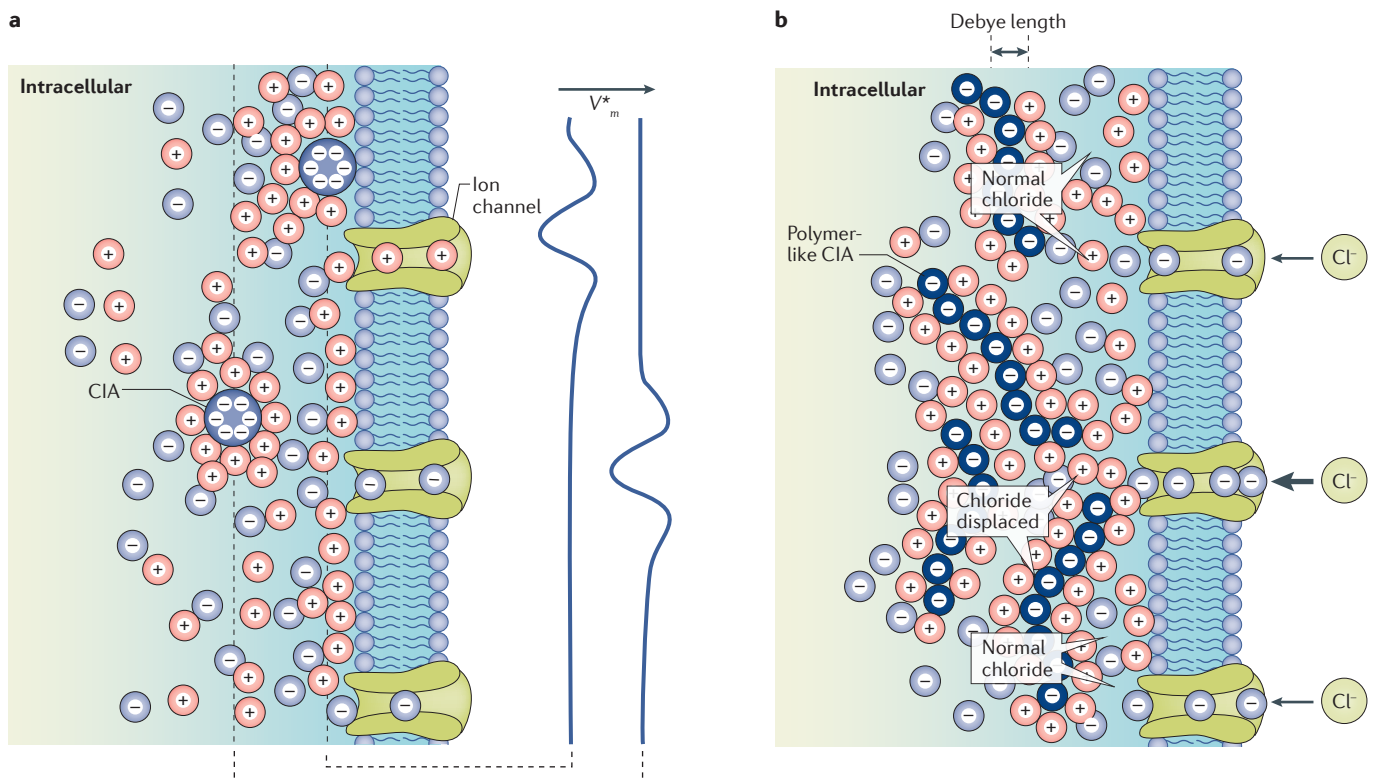 a
Intracellular
CIA
Ion
channel
V*m
b
Debye length
Intracellular
Normal
chloride
Polymer-
like CIA
Cl⁻
Chloride
displaced
Cl⁻
Normal
chloride
Cl⁻